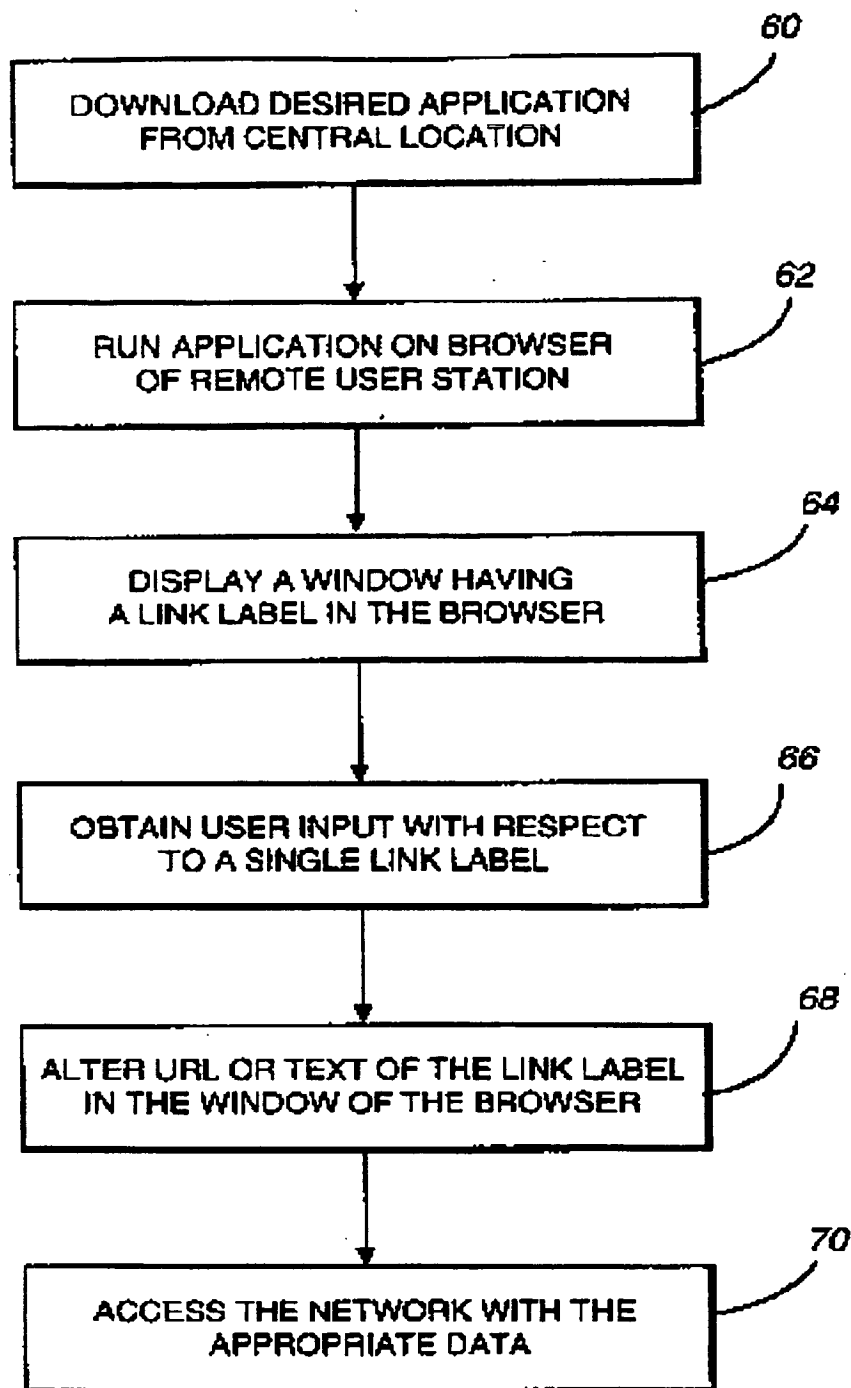 60
DOWNLOAD DESIRED APPLICATION
FROM CENTRAL LOCATION
62
RUN APPLICATION ON BROWSER
OF REMOTE USER STATION
64
DISPLAY A WINDOW HAVING
A LINK LABEL IN THE BROWSER
66
OBTAIN USER INPUT WITH RESPECT
TO A SINGLE LINK LABEL
68
ALTER URL OR TEXT OF THE LINK LABEL
IN THE WINDOW OF THE BROWSER
70
ACCESS THE NETWORK WITH THE
APPROPRIATE DATA